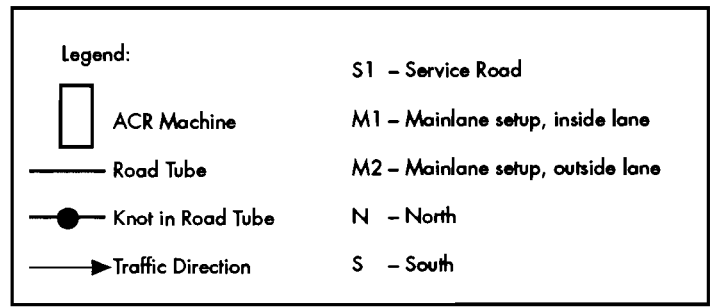 Legend:
ACR Machine
Road Tube
Knot in Road Tube
Traffic Direction
S1 – Service Road
M1 – Mainlane setup, inside lane
M2 – Mainlane setup, outside lane
N – North
S – South